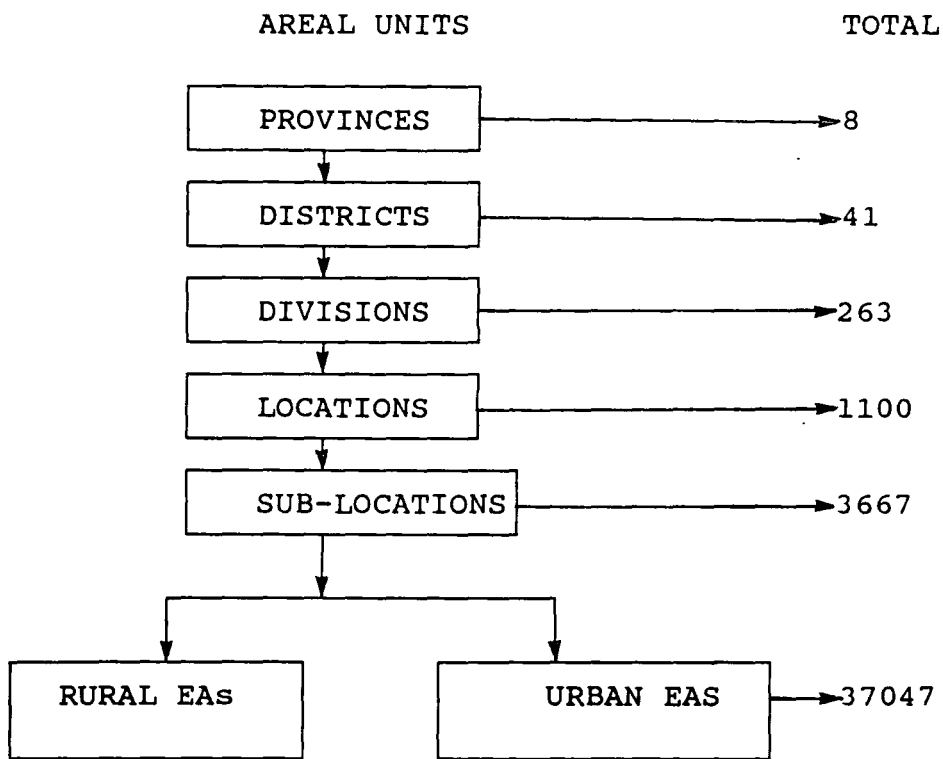 AREAL UNITS TOTAL
PROVINCES 8
DISTRICTS 41
DIVISIONS 263
LOCATIONS 1100
SUB-LOCATIONS 3667
RURAL EAs URBAN EAS 37047